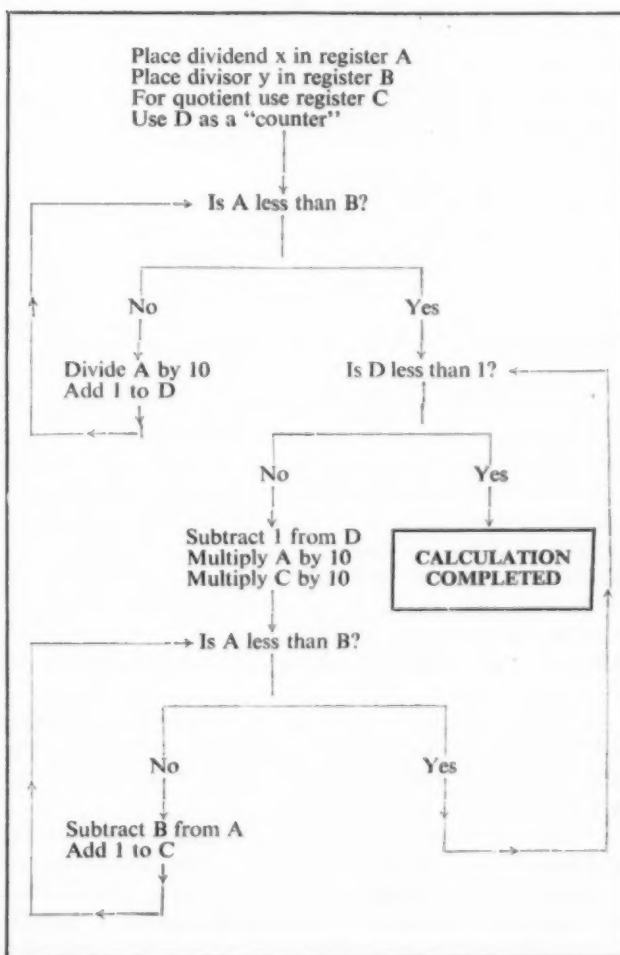 Place dividend x in register A
Place divisor y in register B
For quotient use register C
Use D as a “counter”
Is A less than B?
No
Yes
Divide A by 10
Add 1 to D
Is D less than 1?
No
Yes
Subtract 1 from D
Multiply A by 10
Multiply C by 10
CALCULATION
COMPLETED
Is A less than B?
No
Yes
Subtract B from A
Add 1 to C